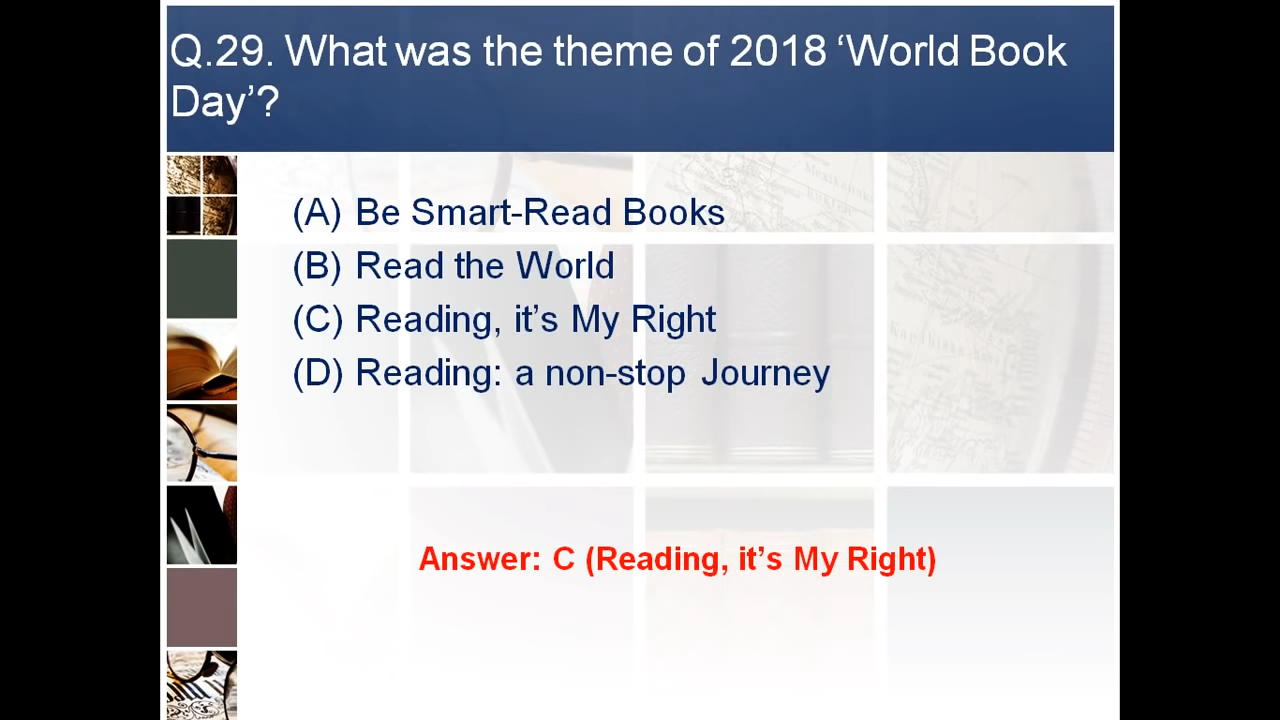 Q.29. What was the theme of 2018 ‘World Book
Day’?
(A) Be Smart-Read Books
(B) Read the World
(C) Reading, it’s My Right
(D) Reading: a non-stop Journey
Answer: C (Reading, it’s My Right)